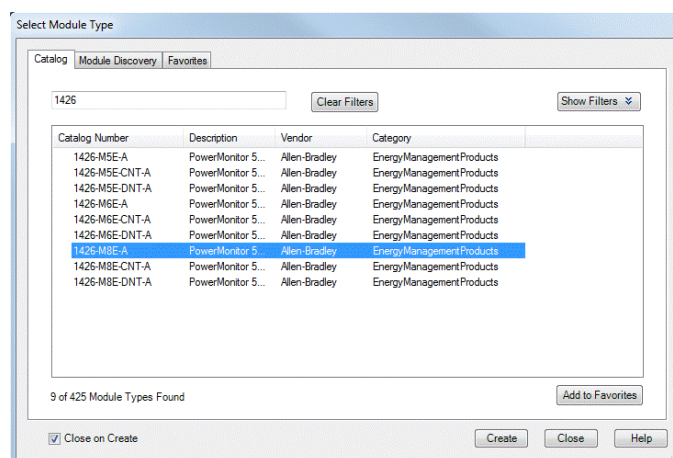 Select Module Type
Catalog Module Discovery Favorites
1426 Clear Filters Show Filters
Catalog Number Description Vendor Category
1426-M5E-A PowerMonitor 5... Allen-Bradley EnergyManagementProducts
1426-M5E-CNT-A PowerMonitor 5... Allen-Bradley EnergyManagementProducts
1426-M5E-DNT-A PowerMonitor 5... Allen-Bradley EnergyManagementProducts
1426-M6E-A PowerMonitor 5... Allen-Bradley EnergyManagementProducts
1426-M6E-CNT-A PowerMonitor 5... Allen-Bradley EnergyManagementProducts
1426-M6E-DNT-A PowerMonitor 5... Allen-Bradley EnergyManagementProducts
1426-M8E-A PowerMonitor 5... Allen-Bradley EnergyManagementProducts
1426-M8E-CNT-A PowerMonitor 5... Allen-Bradley EnergyManagementProducts
1426-M8E-DNT-A PowerMonitor 5... Allen-Bradley EnergyManagementProducts
9 of 425 Module Types Found Add to Favorites
Close on Create Create Close Help